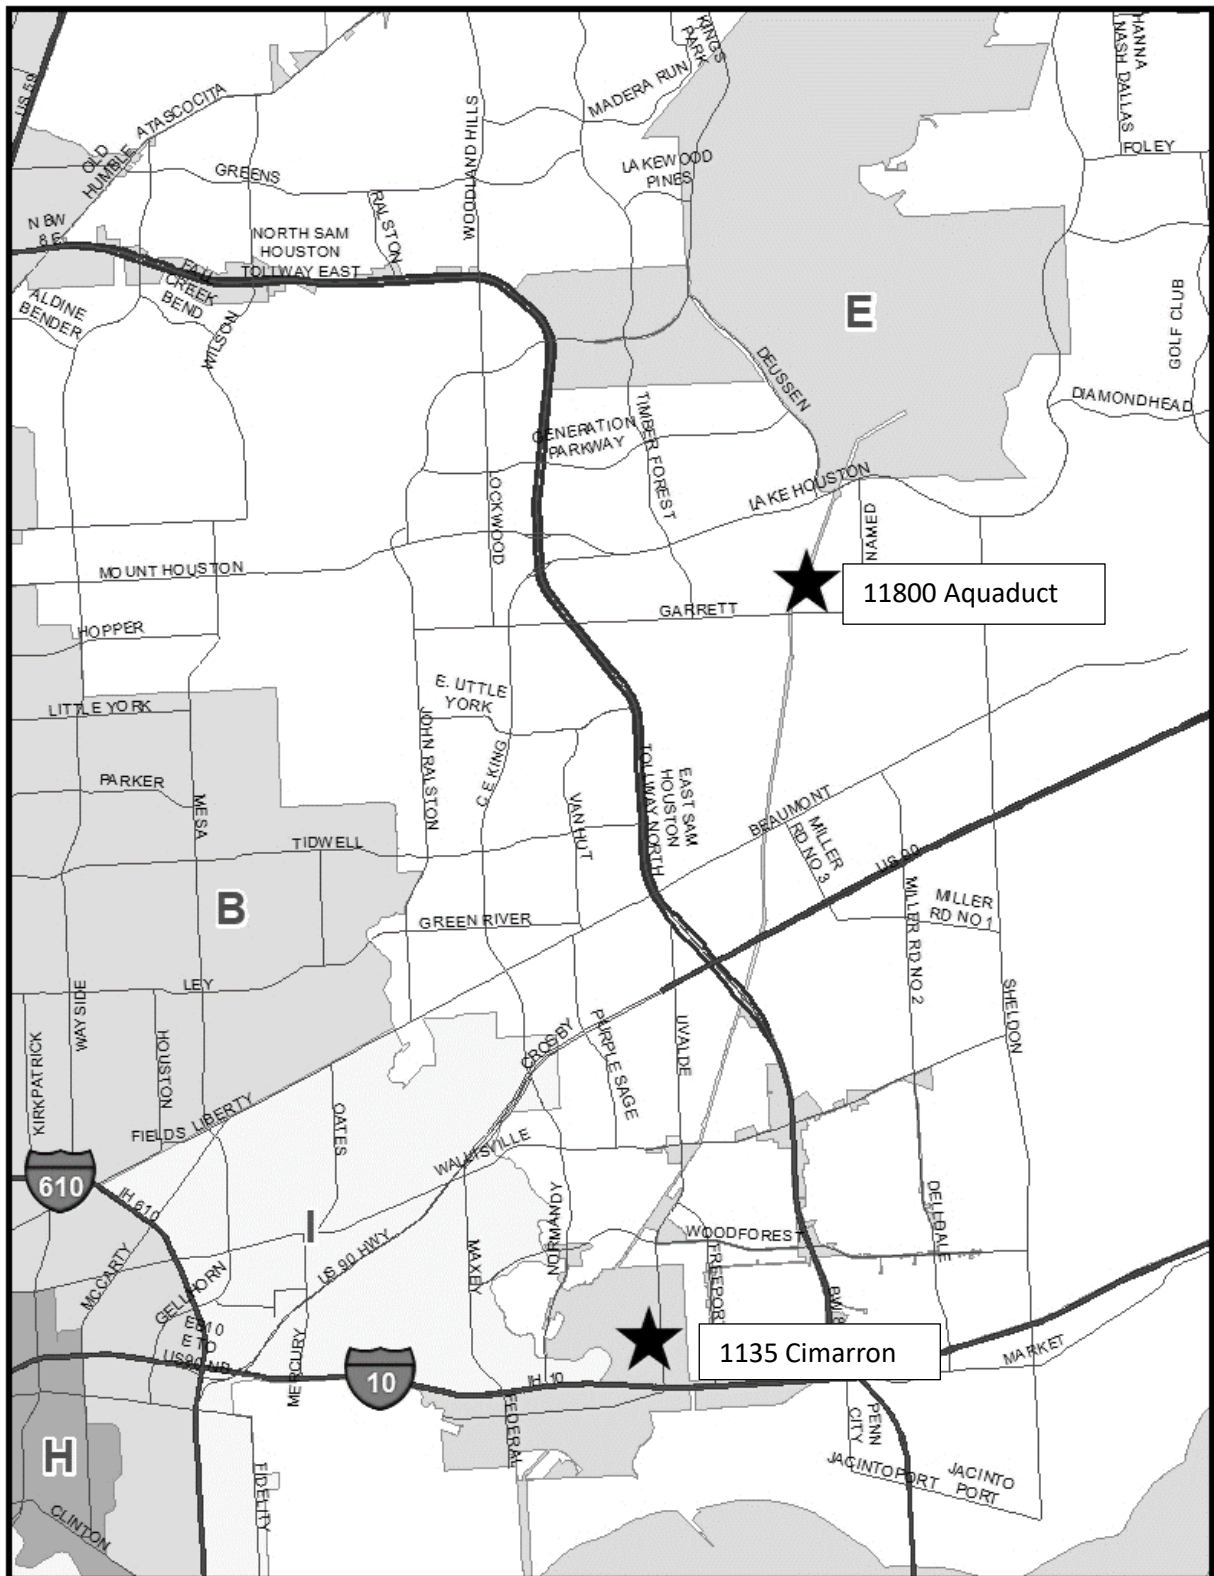 KINGS
PARK
HANNA
NASH DALLAS
US 59
MADERA RUN
ATASCOCITA
OLD
HUMBLE
WOODLAND HILLS
FOLEY
GREENS
LAKEWOOD
PINES
RALSTON
N BW
8 E
NORTH SAM
HOUSTON
TOLLWAY EAST
CREEK
BEND
ALDINE
BENDER
WILSON
E
GOLF CLUB
DEUSSEN
DIAMONDHEAD
TIMBER FOREST
GENERATION
PARKWAY
LOCKWOOD
LAKE HOUSTON
NAMED
MOUNT HOUSTON
11800 Aquaduct
GARRETT
HOPPER
E. UTTLE
YORK
LITTLE YORK
JOHN RALSTON
C E KING
TOLLWAY NORTH
EAST SAM
HOUSTON
PARKER
MESA
VAN HUT
BEAUMONT
MILLER
RD NO 3
TIDWELL
US 90
B
MILLER
RD NO 1
GREEN RIVER
MILLER RD NO 2
LEY
WAYSIDE
SHELDON
KIRKPATRICK
HOUSTON
CROSBY
PURPLE SAGE
UVALDE
OATES
FIELDS LIBERTY
WALLISVILLE
610
IH 610
NORMANDY
DELLDALE
I
WOODFOREST
US 90 HWY
MAXEY
FREEPORT
MCCARTY
GELLHORN
E TO
US90 NB
MERCURY
BW 8
1135 Cimarron
MARKET
10
IH 10
FEDERAL
PENN
CITY
H
FIDELITY
JACINTOPORT
JACINTO
PORT
CLINTON